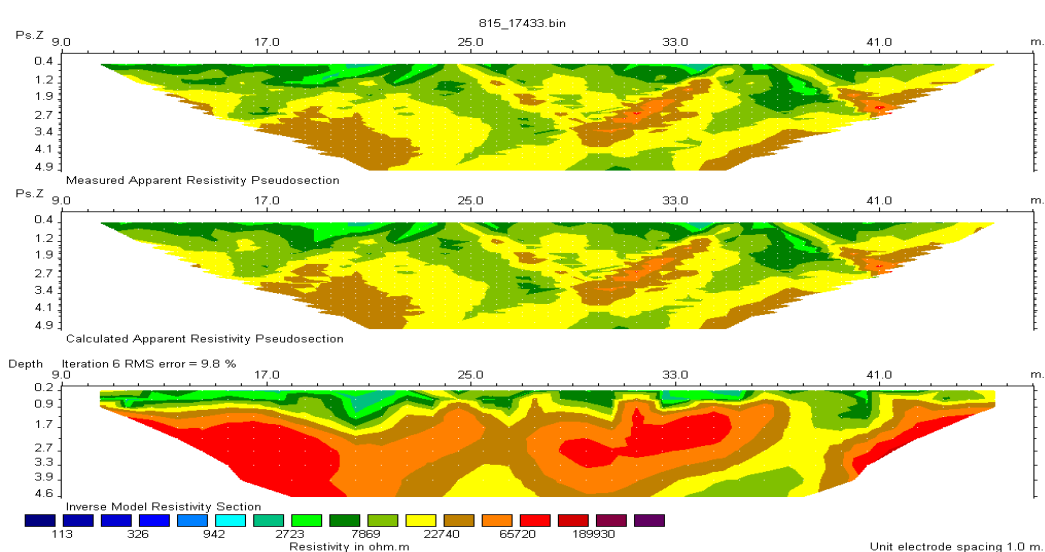 815_17433.bin
Ps.Z
9.0 17.0 25.0 33.0 41.0 m.
0.4
1.2
1.9
2.7
3.4
4.1
4.9
Measured Apparent Resistivity Pseudosection
Ps.Z
9.0 17.0 25.0 33.0 41.0 m.
0.4
1.2
1.9
2.7
3.4
4.1
4.9
Calculated Apparent Resistivity Pseudosection
Depth Iteration 6 RMS error = 9.8 %
9.0 17.0 25.0 33.0 41.0 m.
0.2
0.9
1.7
2.7
3.3
3.9
4.6
Inverse Model Resistivity Section
113 326 942 2723 7869 22740 65720 189930
Resistivity in ohm.m Unit electrode spacing 1.0 m.